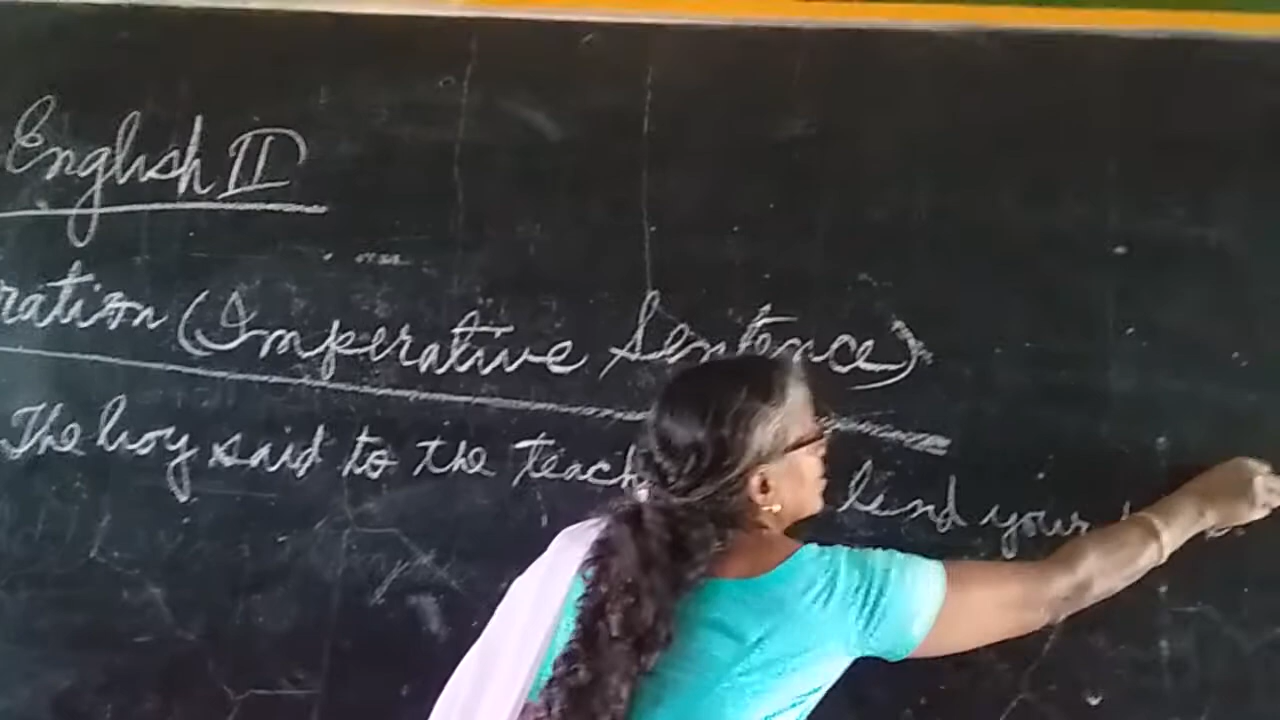 English II
ration (Imperative Sentence)
The boy said to the teach lend your